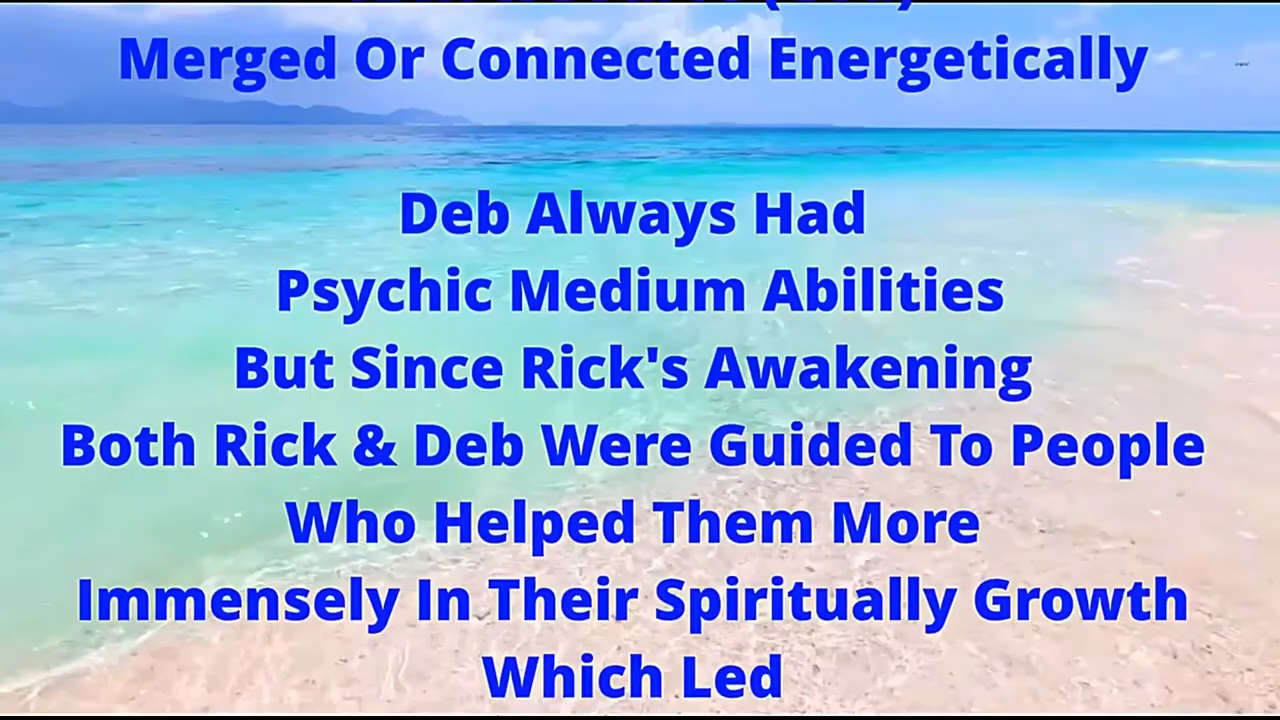 Merged Or Connected Energetically
Deb Always Had
Psychic Medium Abilities
But Since Rick's Awakening
Both Rick & Deb Were Guided To People
Who Helped Them More
Immensely In Their Spiritually Growth
Which Led